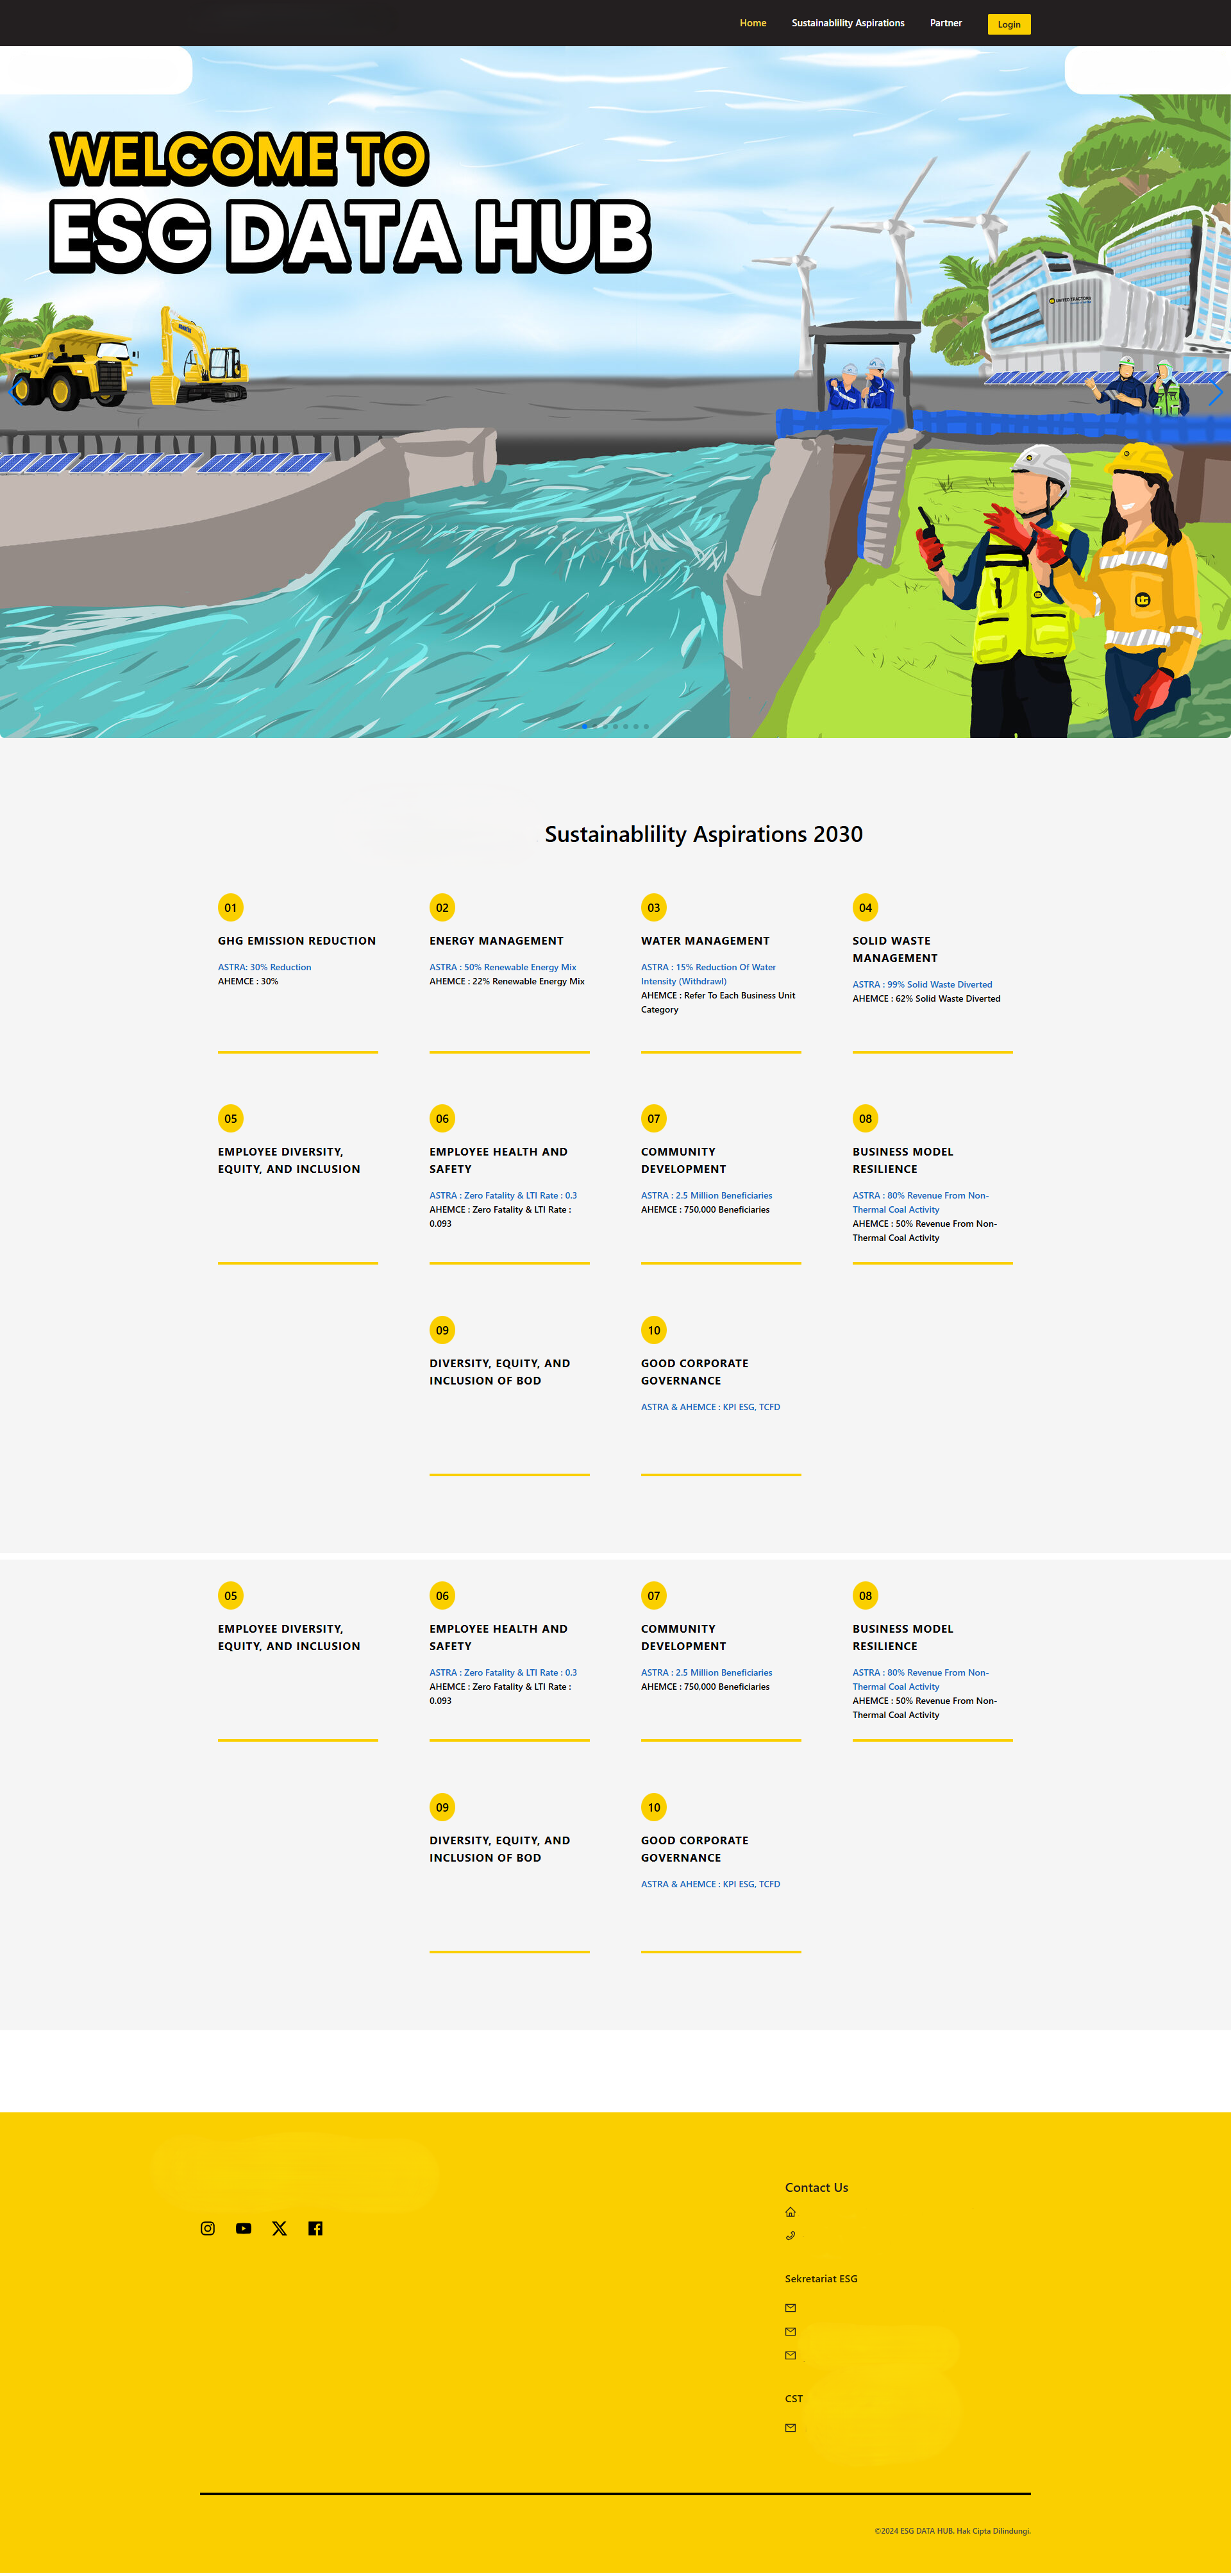 Home Sustainablility Aspirations Partner Login
WELCOME TO
ESG DATA HUB
UNITED TRACTORS
Sustainablility Aspirations 2030
01
GHG EMISSION REDUCTION
ASTRA: 30% Reduction
AHEMCE : 30%
02
ENERGY MANAGEMENT
ASTRA : 50% Renewable Energy Mix
AHEMCE : 22% Renewable Energy Mix
03
WATER MANAGEMENT
ASTRA : 15% Reduction Of Water
Intensity (Withdrawl)
AHEMCE : Refer To Each Business Unit
Category
04
SOLID WASTE
MANAGEMENT
ASTRA : 99% Solid Waste Diverted
AHEMCE : 62% Solid Waste Diverted
05
EMPLOYEE DIVERSITY,
EQUITY, AND INCLUSION
06
EMPLOYEE HEALTH AND
SAFETY
ASTRA : Zero Fatality & LTI Rate : 0.3
AHEMCE : Zero Fatality & LTI Rate :
0.093
07
COMMUNITY
DEVELOPMENT
ASTRA : 2.5 Million Beneficiaries
AHEMCE : 750,000 Beneficiaries
08
BUSINESS MODEL
RESILIENCE
ASTRA : 80% Revenue From Non-
Thermal Coal Activity
AHEMCE : 50% Revenue From Non-
Thermal Coal Activity
09
DIVERSITY, EQUITY, AND
INCLUSION OF BOD
10
GOOD CORPORATE
GOVERNANCE
ASTRA & AHEMCE : KPI ESG, TCFD
05
EMPLOYEE DIVERSITY,
EQUITY, AND INCLUSION
06
EMPLOYEE HEALTH AND
SAFETY
ASTRA : Zero Fatality & LTI Rate : 0.3
AHEMCE : Zero Fatality & LTI Rate :
0.093
07
COMMUNITY
DEVELOPMENT
ASTRA : 2.5 Million Beneficiaries
AHEMCE : 750,000 Beneficiaries
08
BUSINESS MODEL
RESILIENCE
ASTRA : 80% Revenue From Non-
Thermal Coal Activity
AHEMCE : 50% Revenue From Non-
Thermal Coal Activity
09
DIVERSITY, EQUITY, AND
INCLUSION OF BOD
10
GOOD CORPORATE
GOVERNANCE
ASTRA & AHEMCE : KPI ESG, TCFD
Contact Us
Sekretariat ESG
CST
©2024 ESG DATA HUB. Hak Cipta Dilindungi.